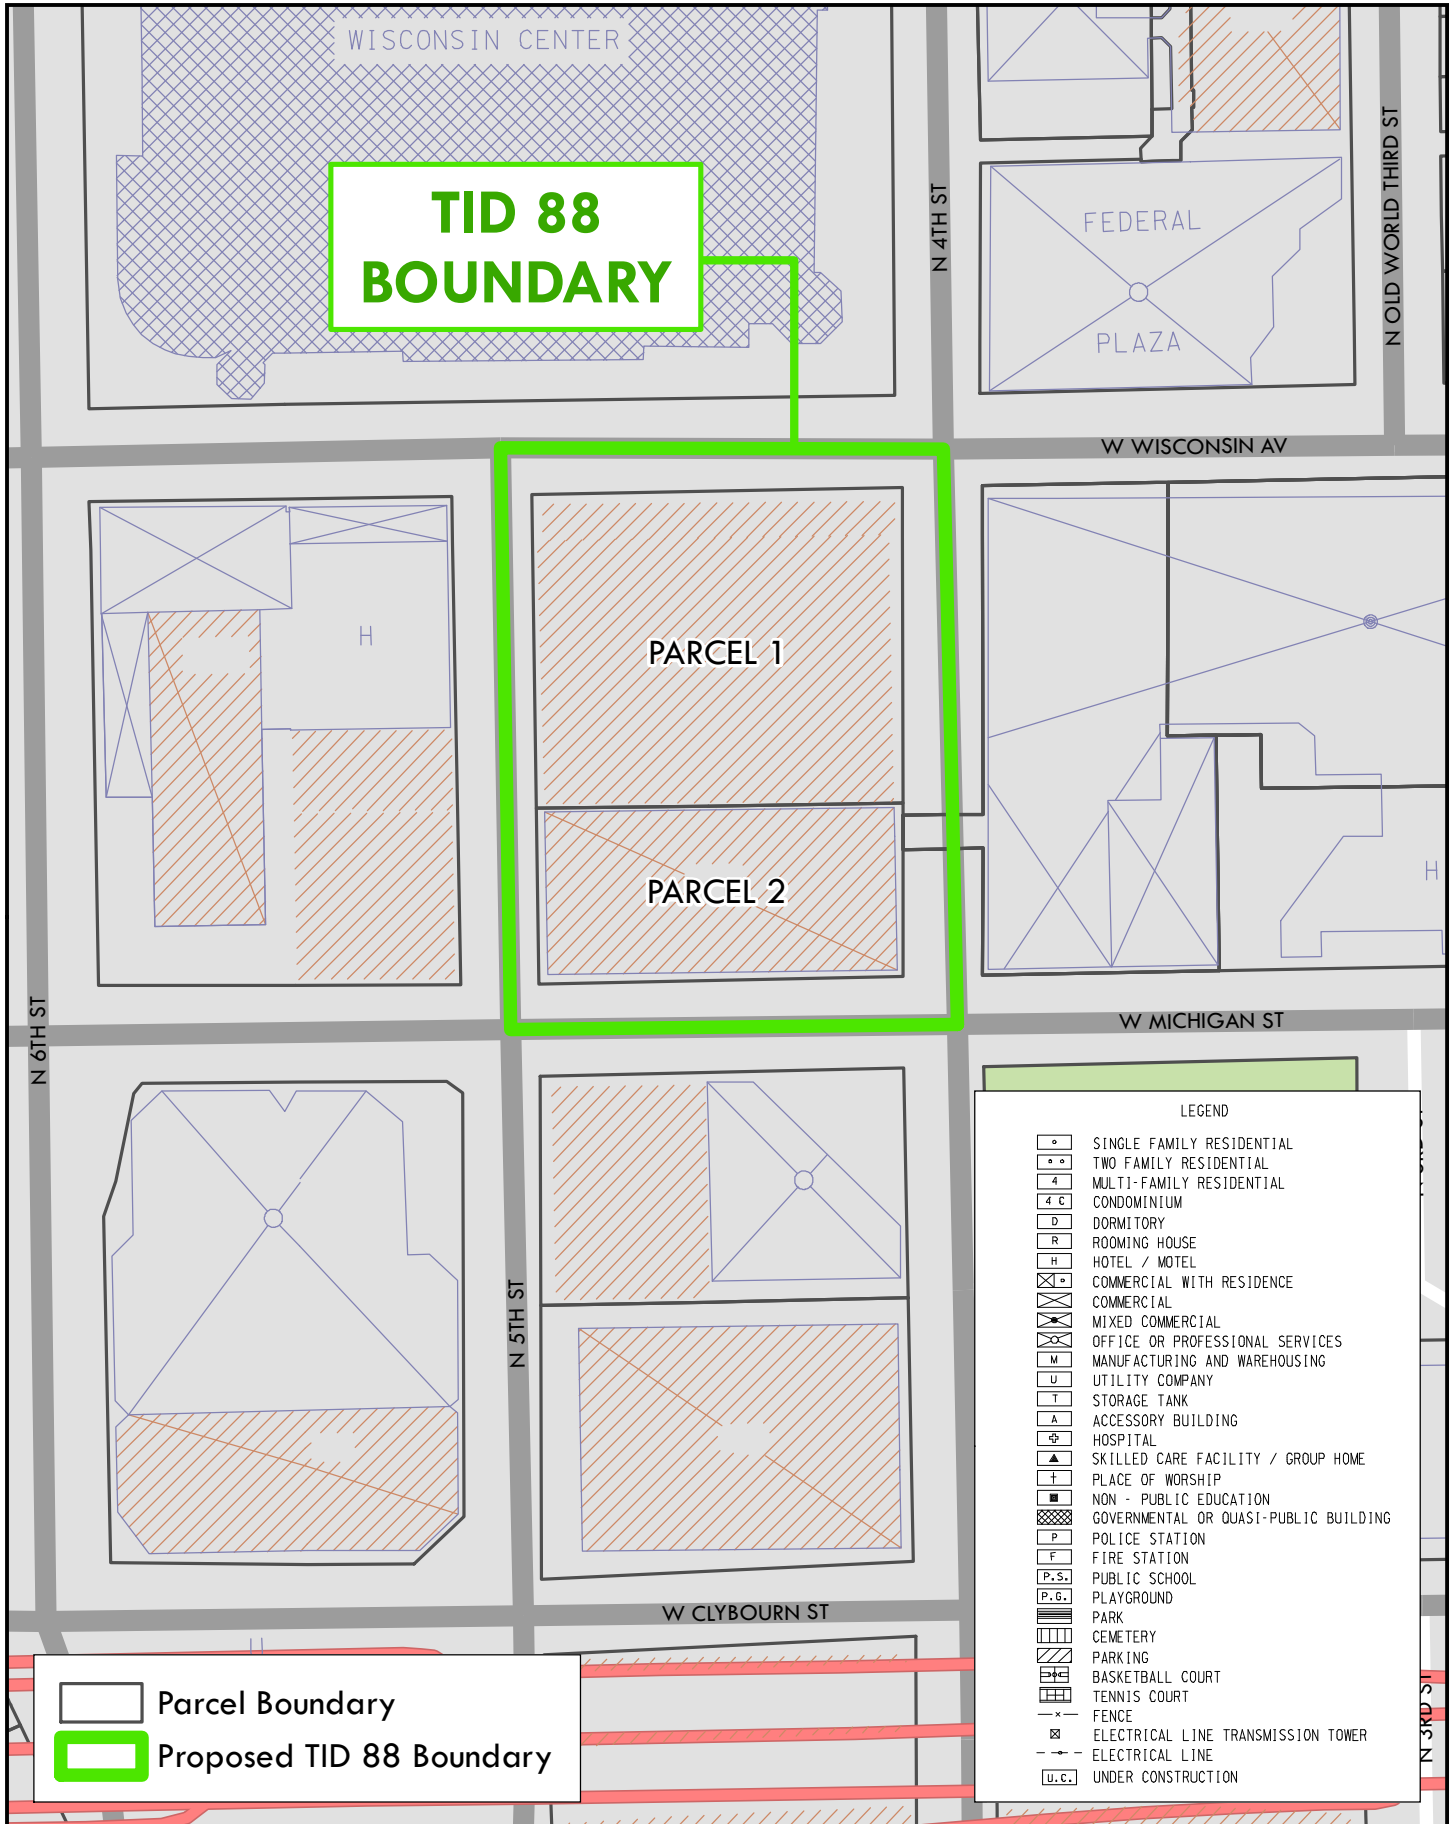 WISCONSIN CENTER
TID 88
BOUNDARY
N 4TH ST
FEDERAL
PLAZA
N OLD WORLD THIRD ST
W WISCONSIN AV
H
PARCEL 1
PARCEL 2
H
N 6TH ST
W MICHIGAN ST
N 5TH ST
W CLYBOURN ST
N 3RD ST
LEGEND
° SINGLE FAMILY RESIDENTIAL
° ° TWO FAMILY RESIDENTIAL
4 MULTI-FAMILY RESIDENTIAL
4 C CONDOMINIUM
D DORMITORY
R ROOMING HOUSE
H HOTEL / MOTEL
COMMERCIAL WITH RESIDENCE
COMMERCIAL
MIXED COMMERCIAL
OFFICE OR PROFESSIONAL SERVICES
M MANUFACTURING AND WAREHOUSING
U UTILITY COMPANY
T STORAGE TANK
A ACCESSORY BUILDING
HOSPITAL
SKILLED CARE FACILITY / GROUP HOME
PLACE OF WORSHIP
NON - PUBLIC EDUCATION
GOVERNMENTAL OR QUASI-PUBLIC BUILDING
P POLICE STATION
F FIRE STATION
P.S. PUBLIC SCHOOL
P.G. PLAYGROUND
PARK
CEMETERY
PARKING
BASKETBALL COURT
TENNIS COURT
FENCE
ELECTRICAL LINE TRANSMISSION TOWER
ELECTRICAL LINE
U.C. UNDER CONSTRUCTION
Parcel Boundary
Proposed TID 88 Boundary